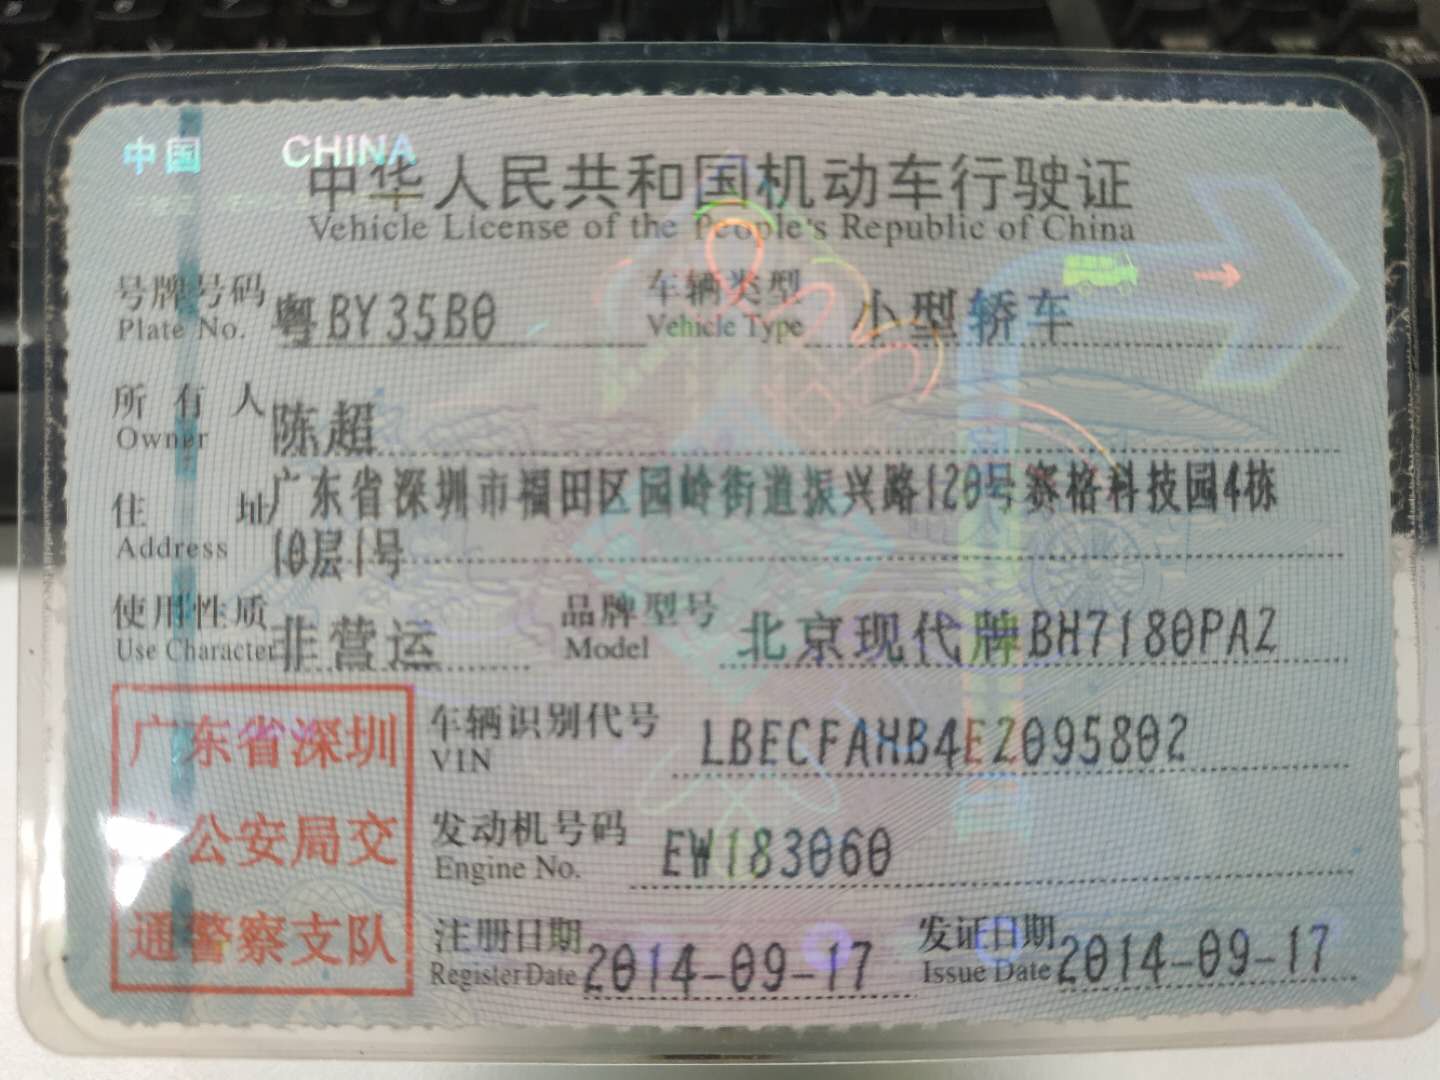 中国 CHINA
中华人民共和国机动车行驶证
Vehicle License of the People's Republic of China
号牌号码 粤BY35B0 车辆类型 小型轿车
Plate No. Vehicle Type
所有人 陈超
Owner
住址 广东省深圳市福田区园岭街道振兴路120号赛格科技园4栋
Address 10层1号
使用性质 非营运 品牌型号 北京现代牌BH7180PAZ
Use Character Model
广东省深圳
市公安局交
通警察支队
车辆识别代号 LBECFAHB4EZ095802
VIN
发动机号码 EW183060
Engine No.
注册日期 2014-09-17 发证日期 2014-09-17
Register Date Issue Date